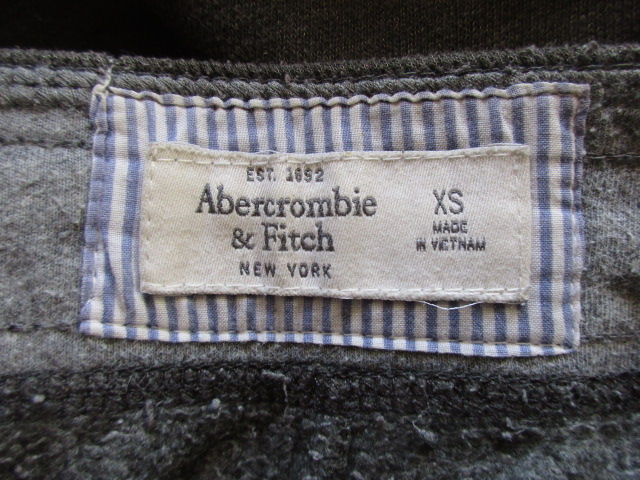 EST. 1892
Abercrombie
& Fitch
NEW YORK
XS
MADE
IN VIETNAM